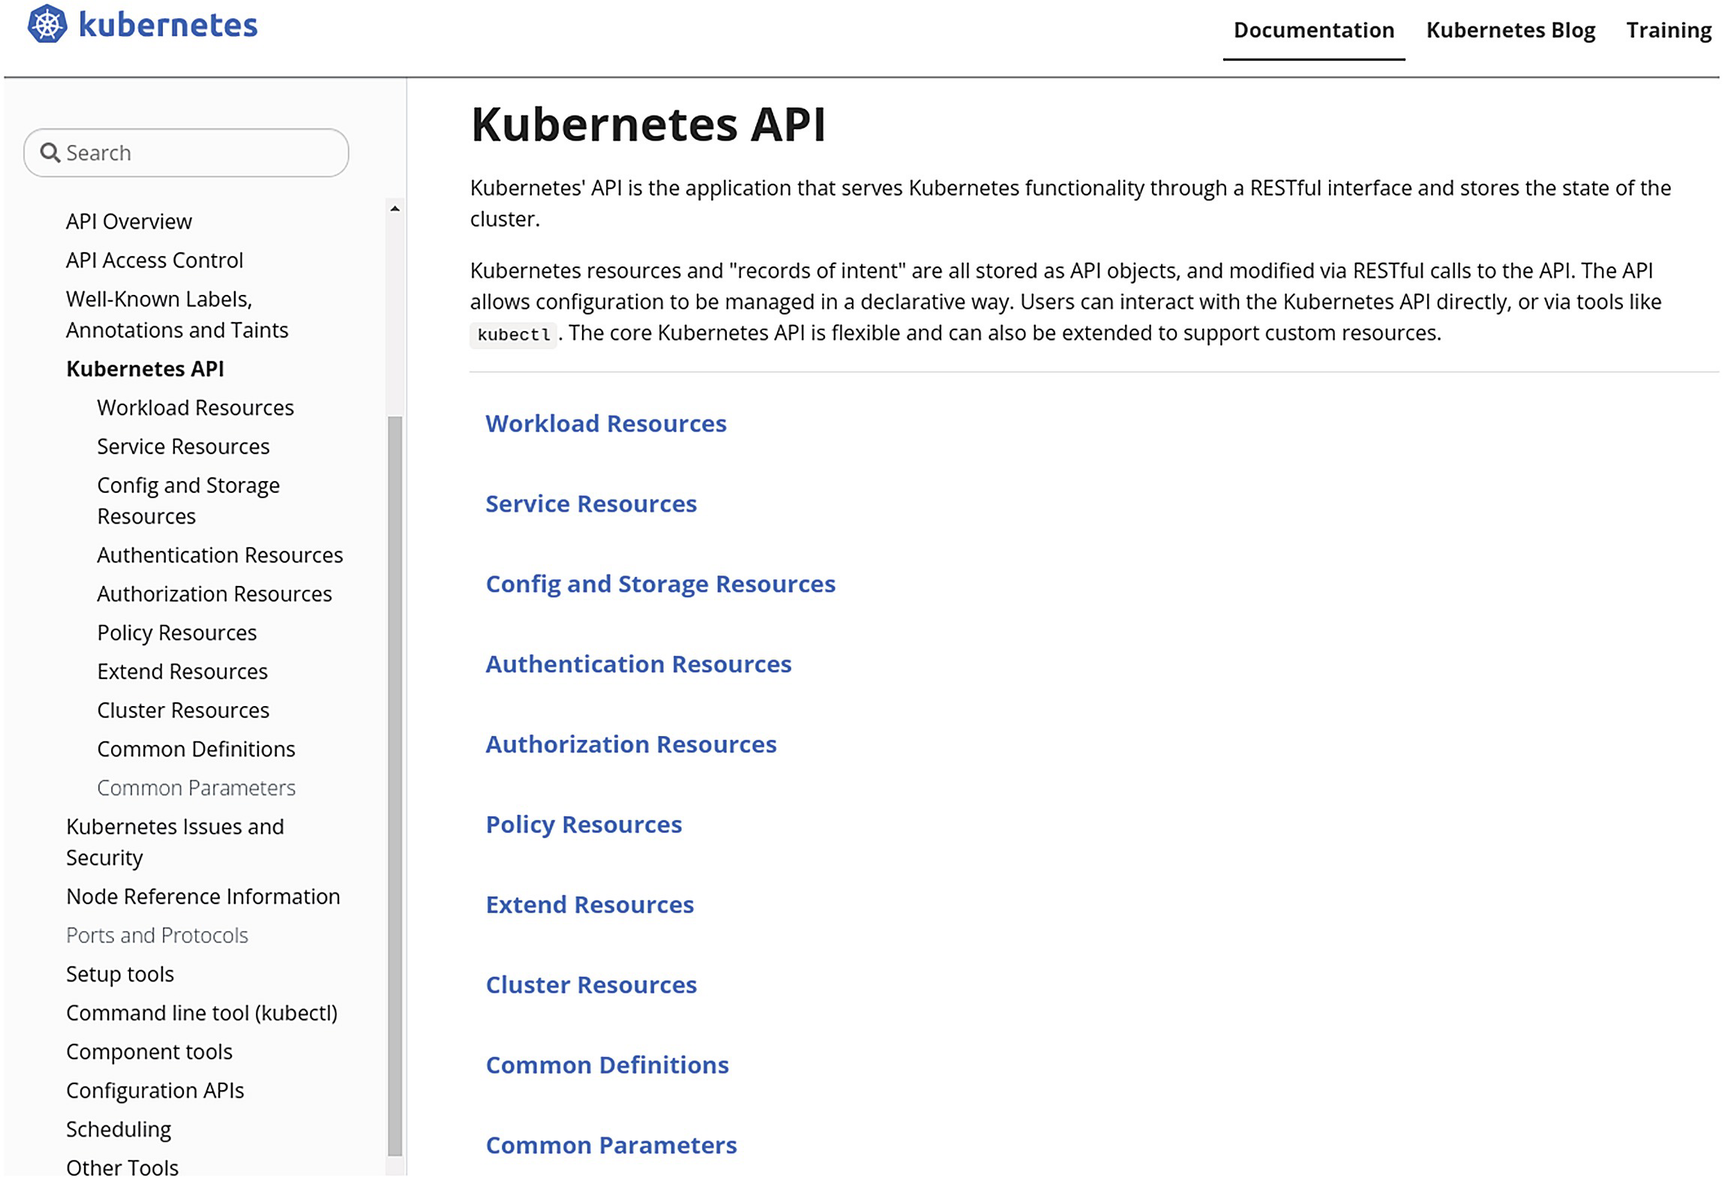 kubernetes
Documentation Kubernetes Blog Training
Search
API Overview
API Access Control
Well-Known Labels,
Annotations and Taints
Kubernetes API
Workload Resources
Service Resources
Config and Storage
Resources
Authentication Resources
Authorization Resources
Policy Resources
Extend Resources
Cluster Resources
Common Definitions
Common Parameters
Kubernetes Issues and
Security
Node Reference Information
Ports and Protocols
Setup tools
Command line tool (kubectl)
Component tools
Configuration APIs
Scheduling
Other Tools
Kubernetes API
Kubernetes' API is the application that serves Kubernetes functionality through a RESTful interface and stores the state of the
cluster.
Kubernetes resources and "records of intent" are all stored as API objects, and modified via RESTful calls to the API. The API
allows configuration to be managed in a declarative way. Users can interact with the Kubernetes API directly, or via tools like
kubectl. The core Kubernetes API is flexible and can also be extended to support custom resources.
Workload Resources
Service Resources
Config and Storage Resources
Authentication Resources
Authorization Resources
Policy Resources
Extend Resources
Cluster Resources
Common Definitions
Common Parameters